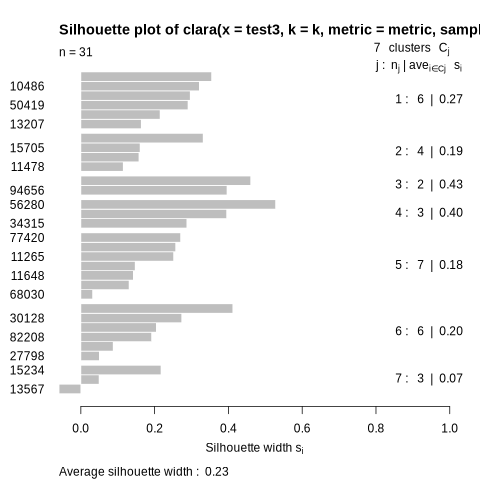 Silhouette plot of clara(x = test3, k = k, metric = metric, sampl
n = 31
7 clusters Cj
j : nj | avei∈Cj si
10486
50419
13207
15705
11478
94656
56280
34315
77420
11265
11648
68030
30128
82208
27798
15234
13567
1 : 6 | 0.27
2 : 4 | 0.19
3 : 2 | 0.43
4 : 3 | 0.40
5 : 7 | 0.18
6 : 6 | 0.20
7 : 3 | 0.07
0.0 0.2 0.4 0.6 0.8 1.0
Silhouette width si
Average silhouette width : 0.23